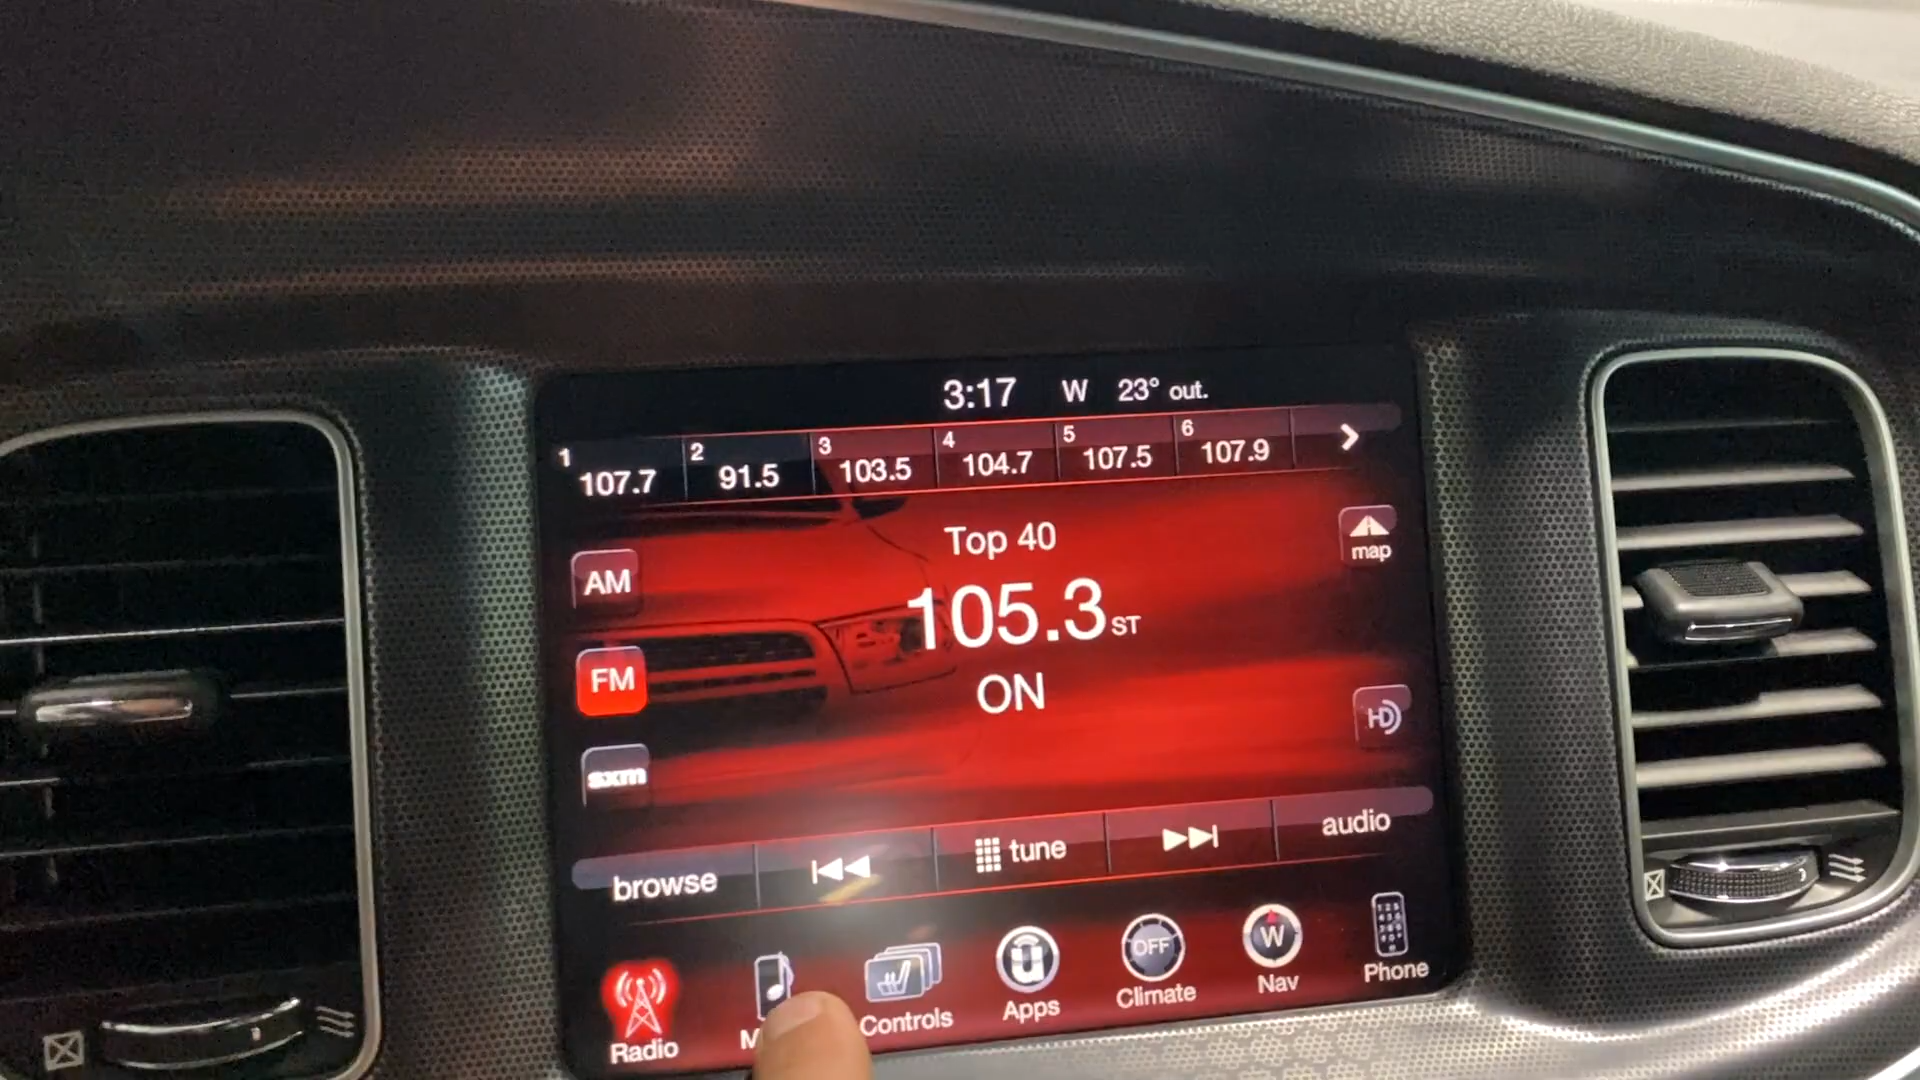 3:17 W 23° out.
1 107.7 2 91.5 3 103.5 4 104.7 5 107.5 6 107.9
Top 40
map
AM
105.3 ST
FM
ON
HD
sxm
browse tune audio
OFF W
Radio Controls Apps Climate Nav Phone